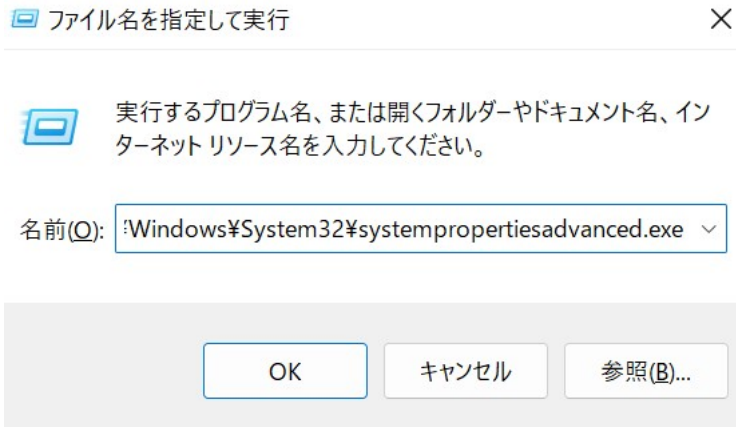 ファイル名を指定して実行
実行するプログラム名、または開くフォルダーやドキュメント名、イン
ターネット リソース名を入力してください。
名前(O): Windows¥System32¥systempropertiesadvanced.exe
OK キャンセル 参照(B)...